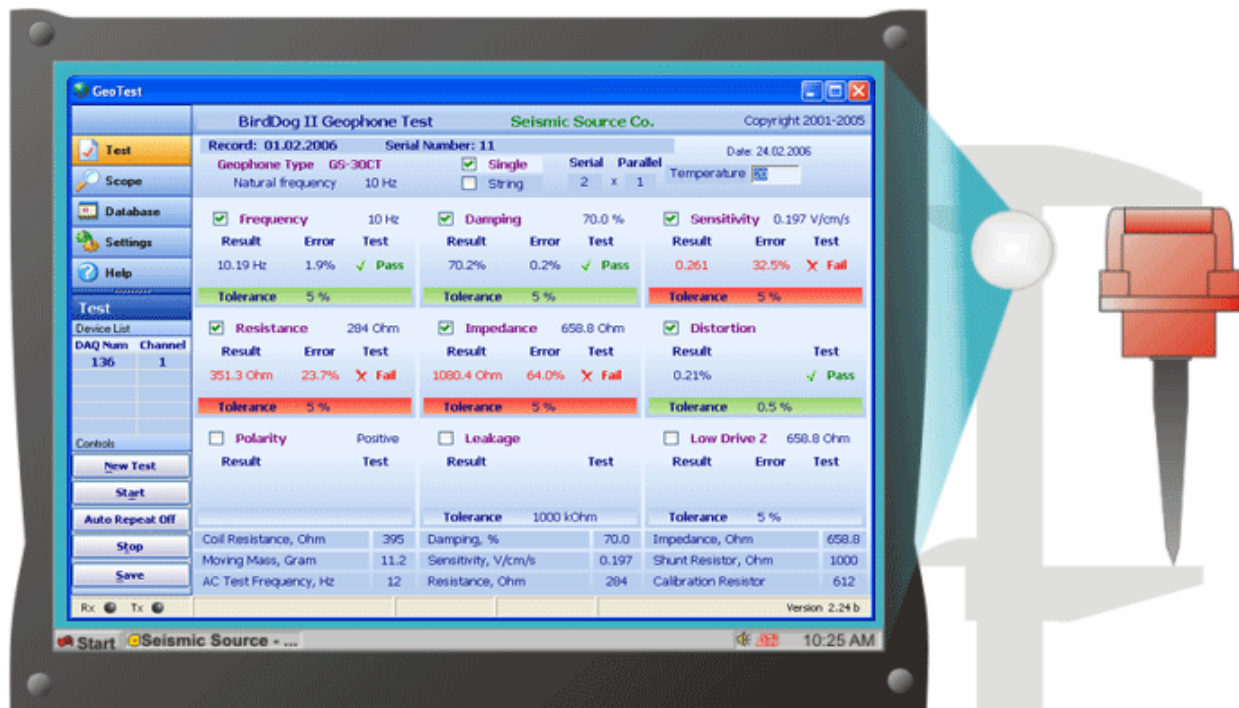 GeoTest
BirdDog II Geophone Test Seismic Source Co. Copyright 2001-2005
Test
Scope
Database
Settings
Help
Test
Device List
DAQ Num Channel
136 1
Controls
New Test
Start
Auto Repeat Off
Stop
Save
Record: 01.02.2006 Serial Number: 11 Date: 24.02.2006
Geophone Type GS-30CT Single Serial Parallel Temperature 20
Natural frequency 10 Hz String 2 x 1
Frequency 10 Hz Damping 70.0 % Sensitivity 0.197 V/cm/s
Result Error Test Result Error Test Result Error Test
10.19 Hz 1.9% Pass 70.2% 0.2% Pass 0.261 32.5% Fail
Tolerance 5 % Tolerance 5 % Tolerance 5 %
Resistance 284 Ohm Impedance 658.8 Ohm Distortion
Result Error Test Result Error Test Result Test
351.3 Ohm 23.7% Fail 1080.4 Ohm 64.0% Fail 0.21% Pass
Tolerance 5 % Tolerance 5 % Tolerance 0.5 %
Polarity Positive Leakage Low Drive Z 658.8 Ohm
Result Test Result Test Result Error Test
Tolerance 1000 kOhm Tolerance 5 %
Coil Resistance, Ohm 395 Damping, % 70.0 Impedance, Ohm 658.8
Moving Mass, Gram 11.2 Sensitivity, V/cm/s 0.197 Shunt Resistor, Ohm 1000
AC Test Frequency, Hz 12 Resistance, Ohm 284 Calibration Resistor 612
Rx Tx Version 2.24 b
Start Seismic Source - ... 10:25 AM